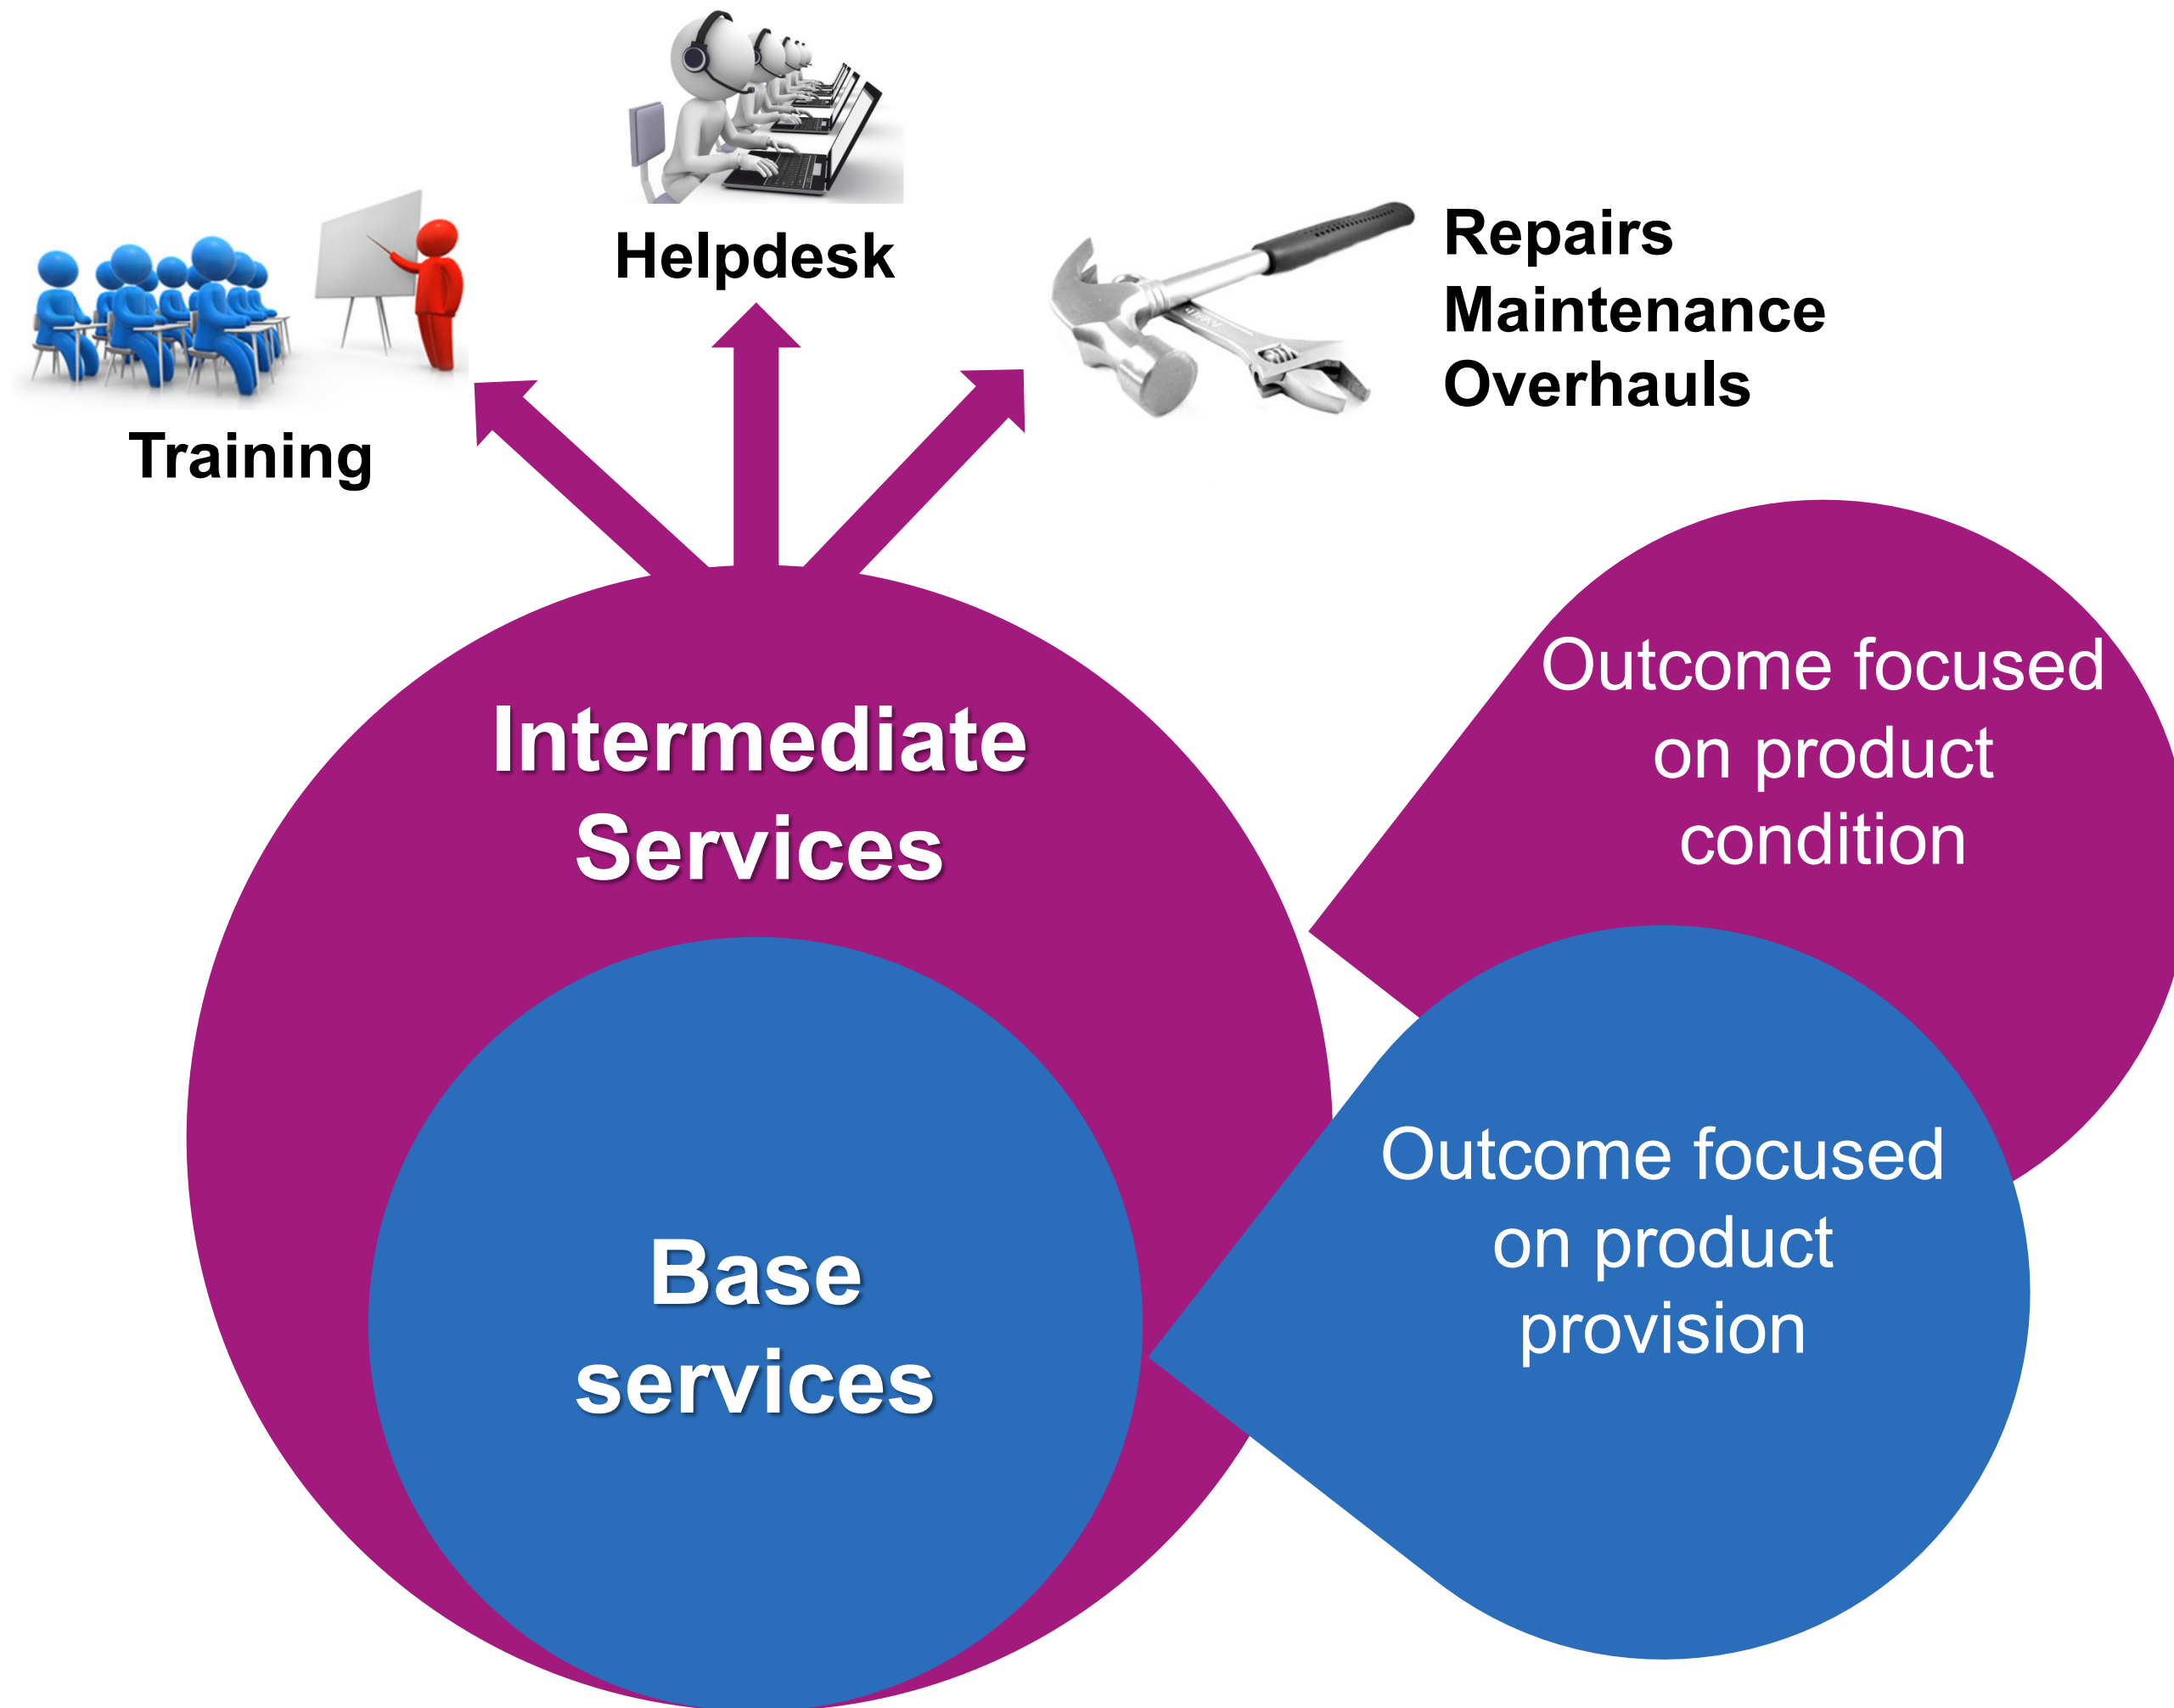 Helpdesk
Training
Repairs
Maintenance
Overhauls
Intermediate
Services
Outcome focused
on product
condition
Base
services
Outcome focused
on product
provision